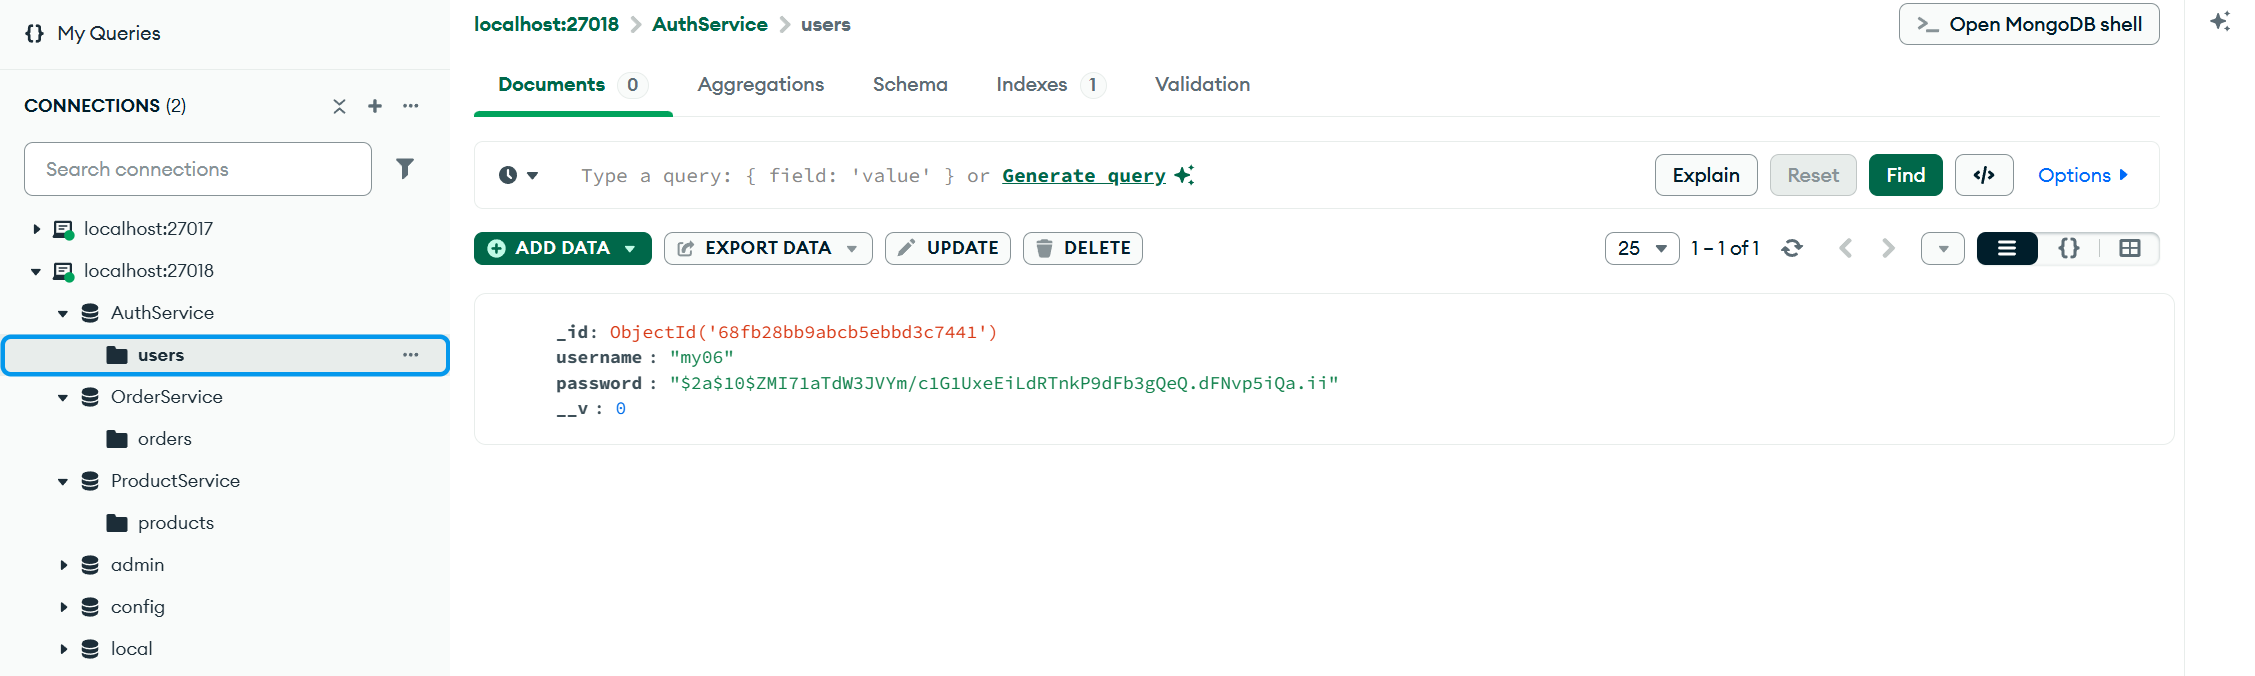 My Queries
CONNECTIONS (2)
Search connections
localhost:27017
localhost:27018
AuthService
users
OrderService
orders
ProductService
products
admin
config
local
localhost:27018 > AuthService > users
>_ Open MongoDB shell
Documents 0 Aggregations Schema Indexes 1 Validation
Type a query: { field: 'value' } or Generate query
Explain Reset Find </> Options
ADD DATA EXPORT DATA UPDATE DELETE
25 1 – 1 of 1
_id: ObjectId('68fb28bb9abcb5ebbd3c7441')
username : "my06"
password : "$2a$10$ZMI71aTdW3JVYm/c1G1UxeEiLdRTnkP9dFb3gQeQ.dFNvp5iQa.ii"
__v : 0